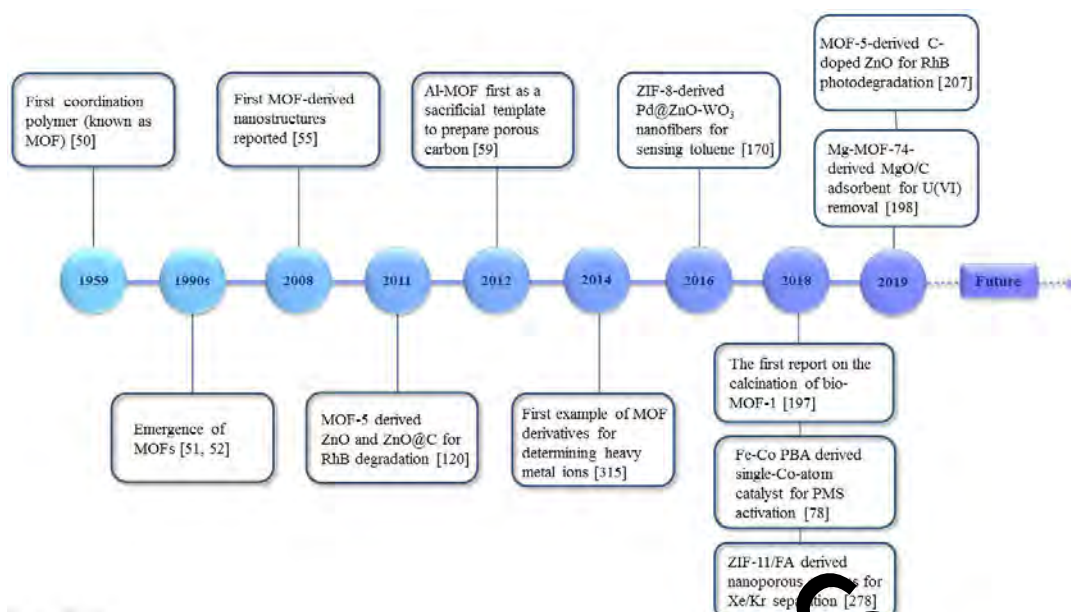 First coordination
polymer (known as
MOF) [50]
First MOF-derived
nanostructures
reported [55]
Al-MOF first as a
sacrificial template
to prepare porous
carbon [59]
ZIF-8-derived
Pd@ZnO-WO₃
nanofibers for
sensing toluene [170]
MOF-5-derived C-
doped ZnO for RhB
photodegradation [207]
Mg-MOF-74-
derived MgO/C
adsorbent for U(VI)
removal [198]
1959
1990s
2008
2011
2012
2014
2016
2018
2019
Future
Emergence of
MOFs [51, 52]
MOF-5 derived
ZnO and ZnO@C for
RhB degradation [120]
First example of MOF
derivatives for
determining heavy
metal ions [315]
The first report on the
calcination of bio-
MOF-1 [197]
Fe-Co PBA derived
single-Co-atom
catalyst for PMS
activation [78]
ZIF-11/FA derived
nanoporous for
Xe/Kr separation [278]